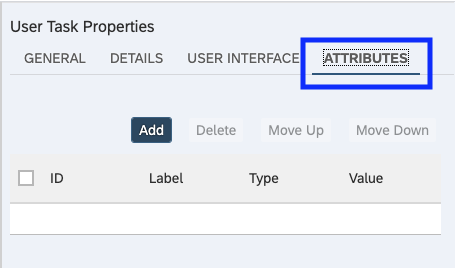 User Task Properties
GENERAL DETAILS USER INTERFACE ATTRIBUTES
Add Delete Move Up Move Down
ID Label Type Value